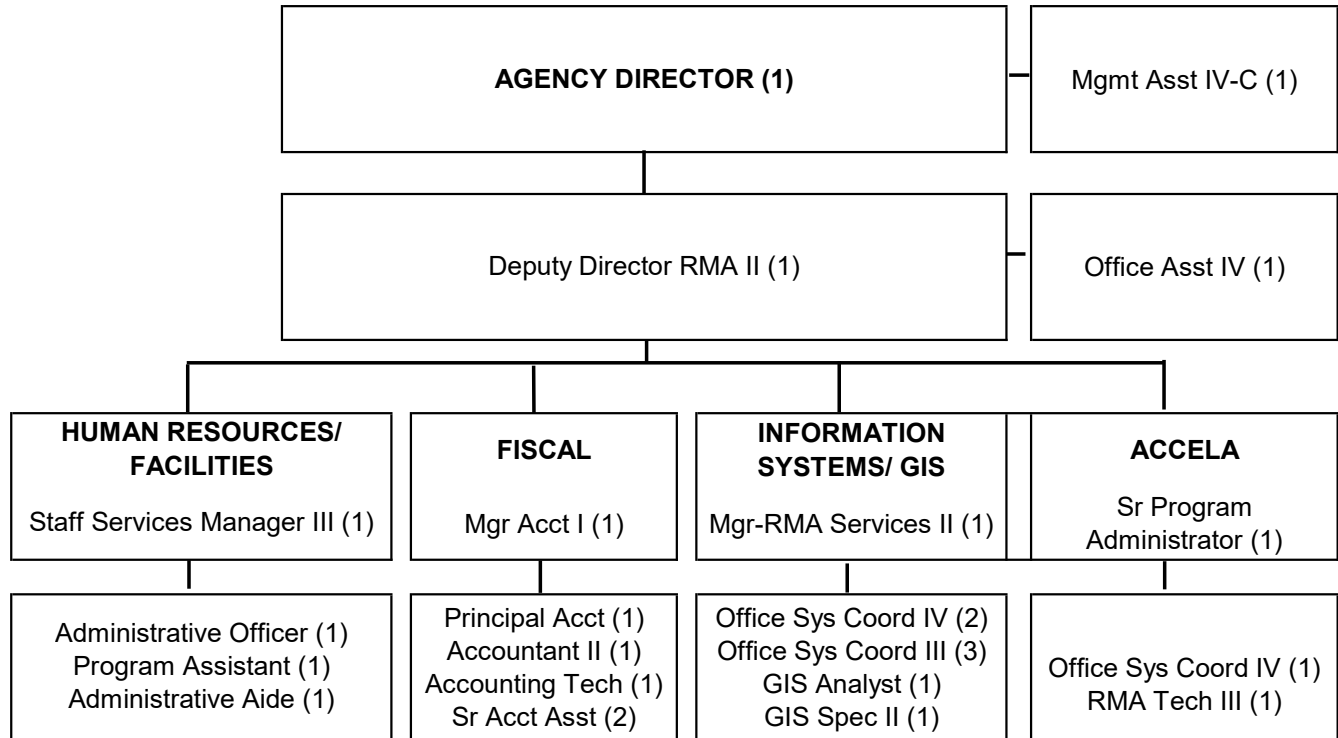 AGENCY DIRECTOR (1)
Mgmt Asst IV-C (1)
Deputy Director RMA II (1)
Office Asst IV (1)
HUMAN RESOURCES/
FACILITIES
Staff Services Manager III (1)
FISCAL
Mgr Acct I (1)
INFORMATION
SYSTEMS/ GIS
Mgr-RMA Services II (1)
ACCELA
Sr Program
Administrator (1)
Administrative Officer (1)
Program Assistant (1)
Administrative Aide (1)
Principal Acct (1)
Accountant II (1)
Accounting Tech (1)
Sr Acct Asst (2)
Office Sys Coord IV (2)
Office Sys Coord III (3)
GIS Analyst (1)
GIS Spec II (1)
Office Sys Coord IV (1)
RMA Tech III (1)